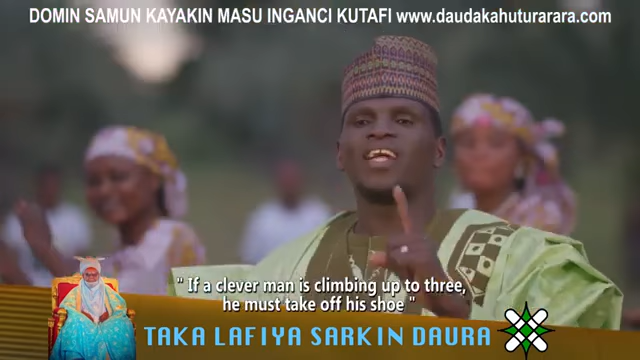 DOMIN SAMUN KAYAKIN MASU INGANCI KUTAFI www.daudakahuturarara.com
" If a clever man is climbing up to three,
he must take off his shoe "
TAKA LAFIYA SARKIN DAURA